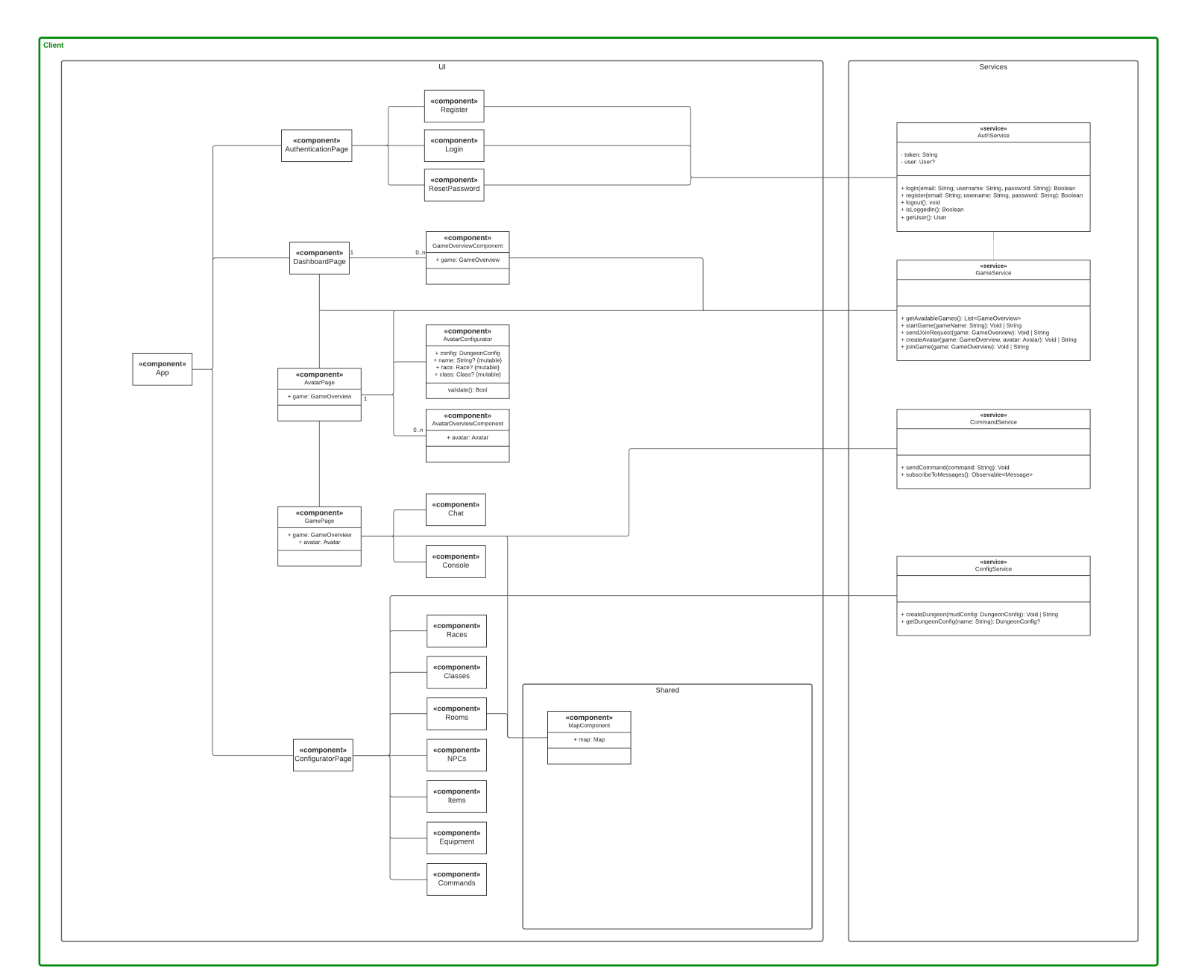 Client
Ui
Services
«component»
Register
«component»
AuthenticationPage
«component»
Login
«component»
ResetPassword
«service»
AuthService
- token: String
- user: User?
+ login(email: String; username: String, password: String): Boolean
+ register(email: String; username: String, password: String): Boolean
+ logout(): void
+ isLoggedIn(): Boolean
+ getUser(): User
«component»
DashboardPage
1
0..n
«component»
GameOverviewComponent
+ game: GameOverview
«service»
GameService
+ getAvailableGames(): List<GameOverview>
+ startGame(gameName: String): Void | String
+ sendJoinRequest(game: GameOverview): Void | String
+ createAvatar(game: GameOverview, avatar: Avatar): Void | String
+ joinGame(game: GameOverview): Void | String
«component»
AvatarConfigurator
+ config: DungeonConfig
+ name: String? {mutable}
+ race: Race? {mutable}
+ class: Class? {mutable}
validate(): Bool
«component»
App
«component»
AvatarPage
+ game: GameOverview
1
0..n
«component»
AvatarOverviewComponent
+ avatar: Avatar
«service»
CommandService
+ sendCommand(command: String): Void
+ subscribeToMessages(): Observable<Message>
«component»
GamePage
+ game: GameOverview
+ avatar: Avatar
«component»
Chat
«component»
Console
«service»
ConfigService
+ createDungeon(mudConfig: DungeonConfig): Void | String
+ getDungeonConfig(name: String): DungeonConfig?
«component»
Races
«component»
Classes
«component»
Rooms
Shared
«component»
MapComponent
+ map: Map
«component»
ConfiguratorPage
«component»
NPCs
«component»
Items
«component»
Equipment
«component»
Commands